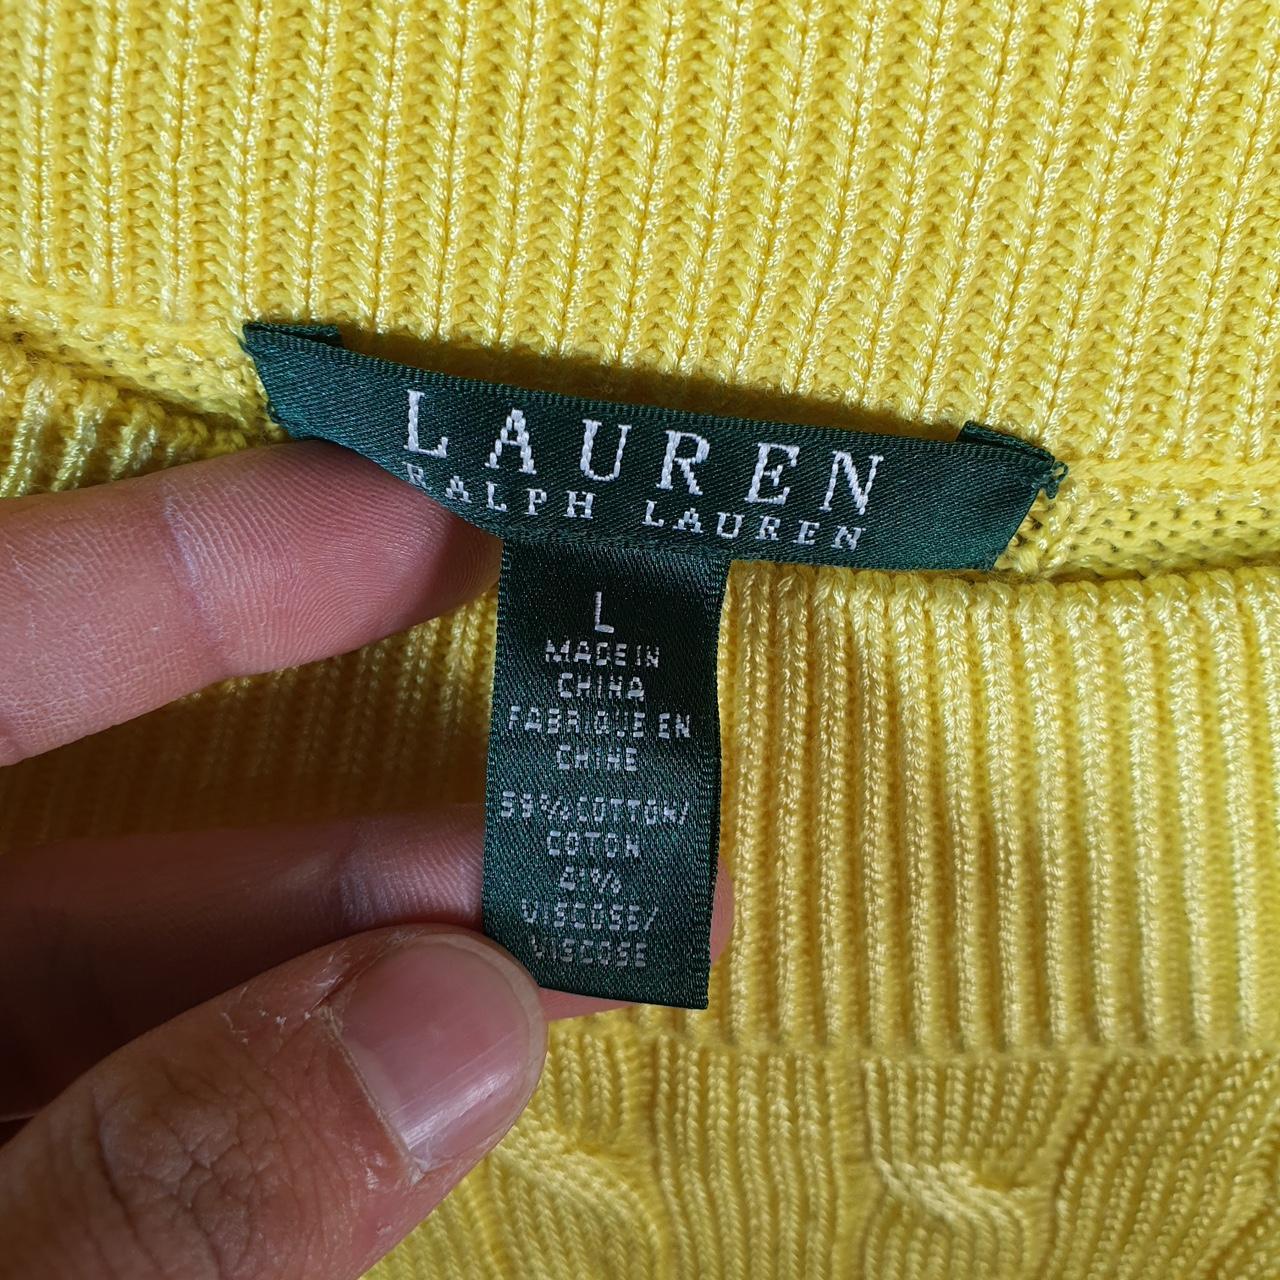 LAUREN
RALPH LAUREN
L
MADE IN
CHINA
FABRIQUE EN
CHINE
59% COTTON/
COTON
41%
VISCOSE/
VISCOSE